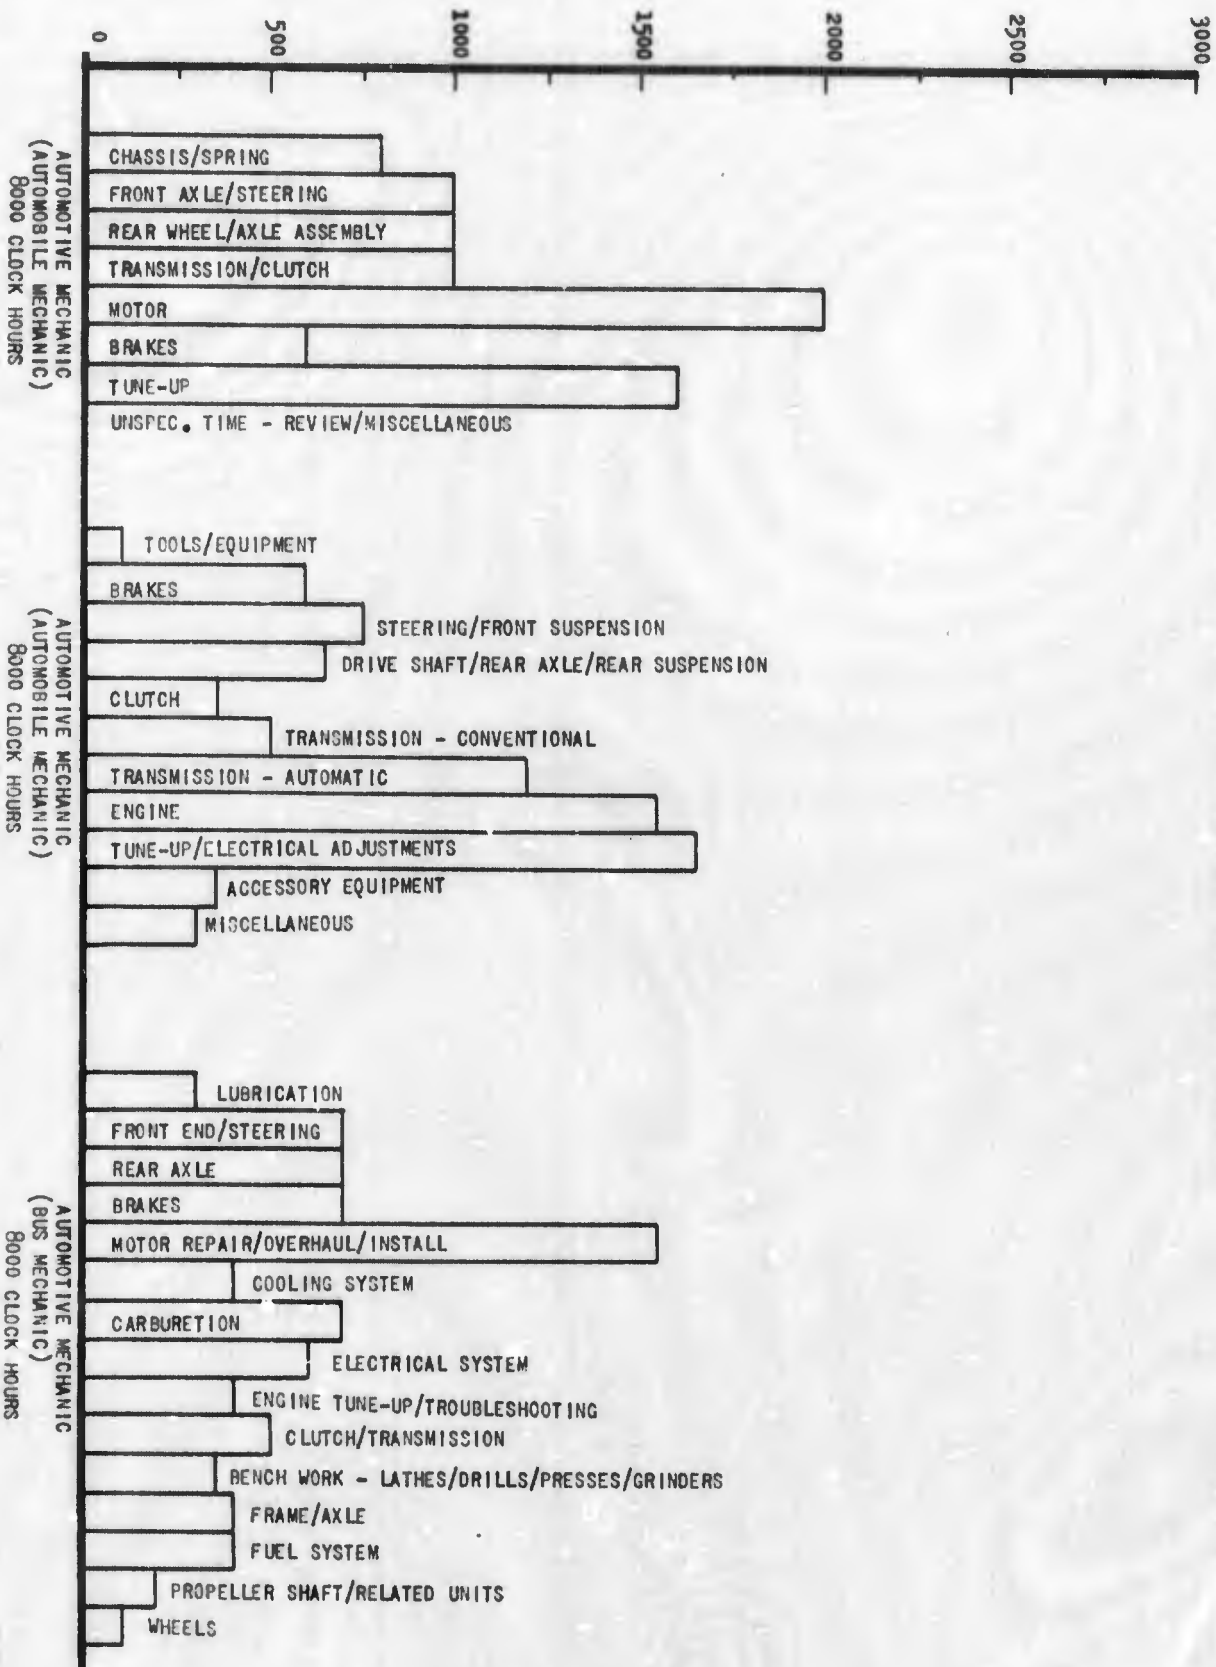 0
500
1000
1500
2000
2500
3000
AUTOMOTIVE MECHANIC
(AUTOMOBILE MECHANIC)
8000 CLOCK HOURS
CHASSIS/SPRING
FRONT AXLE/STEERING
REAR WHEEL/AXLE ASSEMBLY
TRANSMISSION/CLUTCH
MOTOR
BRAKES
TUNE-UP
UNSPEC. TIME - REVIEW/MISCELLANEOUS
AUTOMOTIVE MECHANIC
(AUTOMOBILE MECHANIC)
8000 CLOCK HOURS
TOOLS/EQUIPMENT
BRAKES
STEERING/FRONT SUSPENSION
DRIVE SHAFT/REAR AXLE/REAR SUSPENSION
CLUTCH
TRANSMISSION - CONVENTIONAL
TRANSMISSION - AUTOMATIC
ENGINE
TUNE-UP/ELECTRICAL ADJUSTMENTS
ACCESSORY EQUIPMENT
MISCELLANEOUS
AUTOMOTIVE MECHANIC
(BUS MECHANIC)
8000 CLOCK HOURS
LUBRICATION
FRONT END/STEERING
REAR AXLE
BRAKES
MOTOR REPAIR/OVERHAUL/INSTALL
COOLING SYSTEM
CARBURETION
ELECTRICAL SYSTEM
ENGINE TUNE-UP/TROUBLESHOOTING
CLUTCH/TRANSMISSION
BENCH WORK - LATHES/DRILLS/PRESSES/GRINDERS
FRAME/AXLE
FUEL SYSTEM
PROPELLER SHAFT/RELATED UNITS
WHEELS